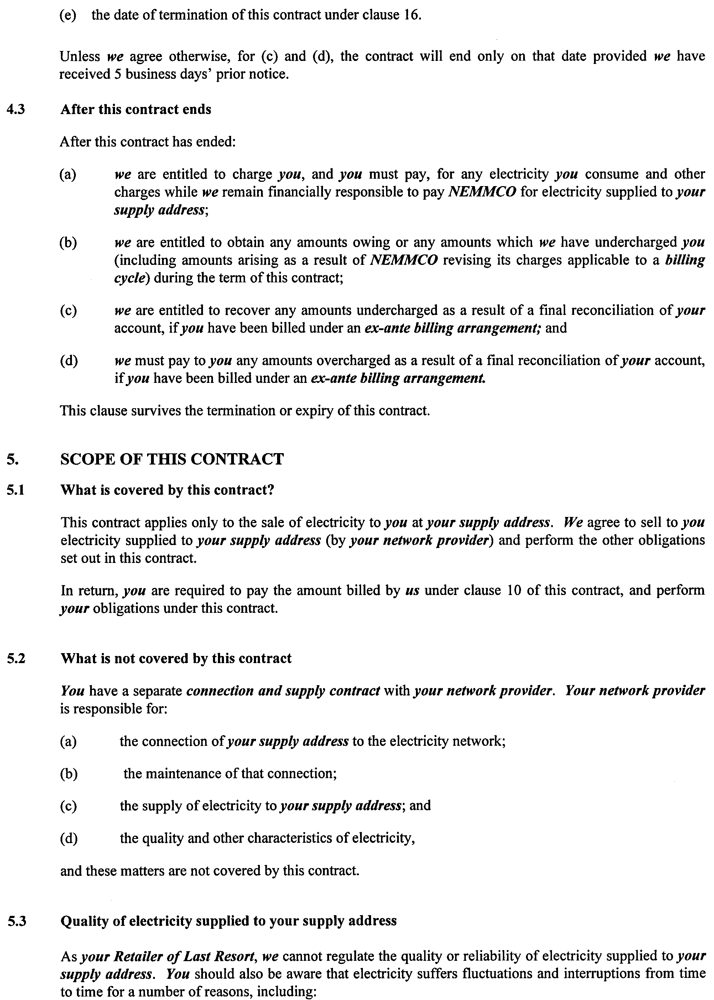 (e) the date of termination of this contract under clause 16.
Unless we agree otherwise, for (c) and (d), the contract will end only on that date provided we have
received 5 business days' prior notice.
4.3 After this contract ends
After this contract has ended:
(a) we are entitled to charge you, and you must pay, for any electricity you consume and other
charges while we remain financially responsible to pay NEMMCO for electricity supplied to your
supply address;
(b) we are entitled to obtain any amounts owing or any amounts which we have undercharged you
(including amounts arising as a result of NEMMCO revising its charges applicable to a billing
cycle) during the term of this contract;
(c) we are entitled to recover any amounts undercharged as a result of a final reconciliation of your
account, if you have been billed under an ex-ante billing arrangement; and
(d) we must pay to you any amounts overcharged as a result of a final reconciliation of your account,
if you have been billed under an ex-ante billing arrangement.
This clause survives the termination or expiry of this contract.
5. SCOPE OF THIS CONTRACT
5.1 What is covered by this contract?
This contract applies only to the sale of electricity to you at your supply address. We agree to sell to you
electricity supplied to your supply address (by your network provider) and perform the other obligations
set out in this contract.
In return, you are required to pay the amount billed by us under clause 10 of this contract, and perform
your obligations under this contract.
5.2 What is not covered by this contract
You have a separate connection and supply contract with your network provider. Your network provider
is responsible for:
(a) the connection of your supply address to the electricity network;
(b) the maintenance of that connection;
(c) the supply of electricity to your supply address; and
(d) the quality and other characteristics of electricity,
and these matters are not covered by this contract.
5.3 Quality of electricity supplied to your supply address
As your Retailer of Last Resort, we cannot regulate the quality or reliability of electricity supplied to your
supply address. You should also be aware that electricity suffers fluctuations and interruptions from time
to time for a number of reasons, including: